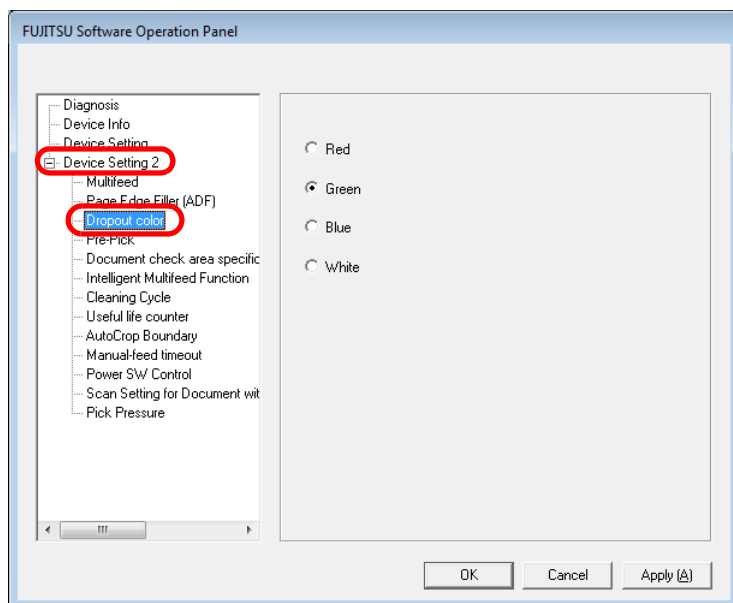 FUJITSU Software Operation Panel
Diagnosis
Device Info
Device Setting
Device Setting 2
Multifeed
Page Edge Filler (ADF)
Dropout color
Pre-Pick
Document check area specific
Intelligent Multifeed Function
Cleaning Cycle
Useful life counter
AutoCrop Boundary
Manual-feed timeout
Power SW Control
Scan Setting for Document wit
Pick Pressure
Red
Green
Blue
White
OK Cancel Apply (A)